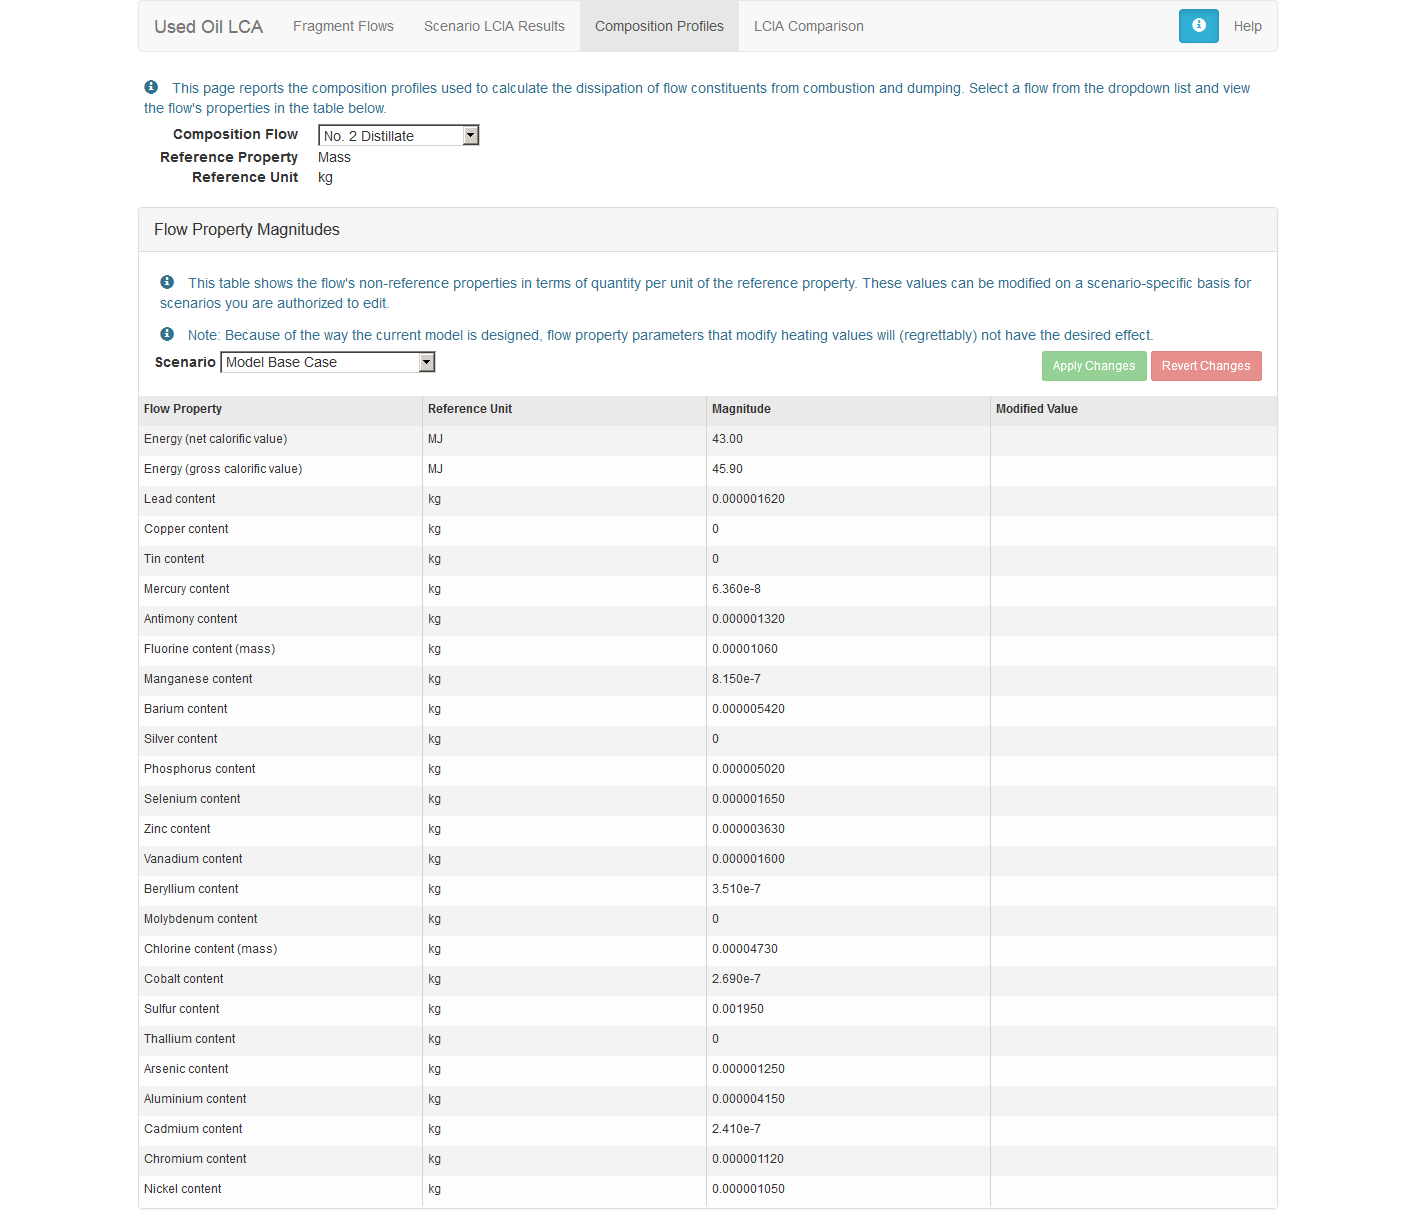 Used Oil LCA Fragment Flows Scenario LCIA Results Composition Profiles LCIA Comparison Help
This page reports the composition profiles used to calculate the dissipation of flow constituents from combustion and dumping. Select a flow from the dropdown list and view
the flow's properties in the table below.
Composition Flow No. 2 Distillate
Reference Property Mass
Reference Unit kg
Flow Property Magnitudes
This table shows the flow's non-reference properties in terms of quantity per unit of the reference property. These values can be modified on a scenario-specific basis for
scenarios you are authorized to edit.
Note: Because of the way the current model is designed, flow property parameters that modify heating values will (regrettably) not have the desired effect.
Scenario Model Base Case Apply Changes Revert Changes
Flow Property Reference Unit Magnitude Modified Value
Energy (net calorific value) MJ 43.00
Energy (gross calorific value) MJ 45.90
Lead content kg 0.000001620
Copper content kg 0
Tin content kg 0
Mercury content kg 6.360e-8
Antimony content kg 0.000001320
Fluorine content (mass) kg 0.00001060
Manganese content kg 8.150e-7
Barium content kg 0.000005420
Silver content kg 0
Phosphorus content kg 0.000005020
Selenium content kg 0.000001650
Zinc content kg 0.000003630
Vanadium content kg 0.000001600
Beryllium content kg 3.510e-7
Molybdenum content kg 0
Chlorine content (mass) kg 0.00004730
Cobalt content kg 2.690e-7
Sulfur content kg 0.001950
Thallium content kg 0
Arsenic content kg 0.000001250
Aluminium content kg 0.000004150
Cadmium content kg 2.410e-7
Chromium content kg 0.000001120
Nickel content kg 0.000001050